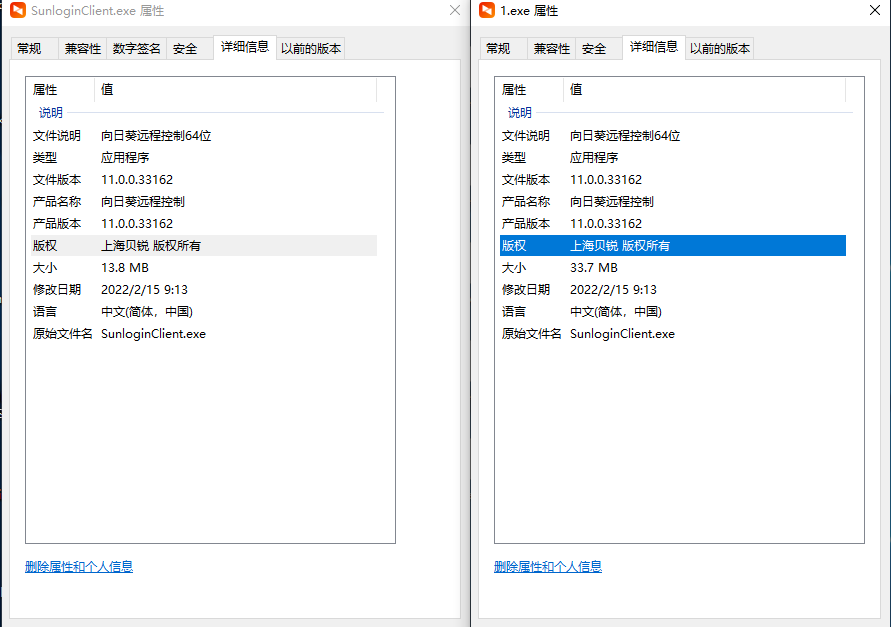 SunloginClient.exe 属性
常规 兼容性 数字签名 安全 详细信息 以前的版本
属性 值
说明
文件说明 向日葵远程控制64位
类型 应用程序
文件版本 11.0.0.33162
产品名称 向日葵远程控制
产品版本 11.0.0.33162
版权 上海贝锐 版权所有
大小 13.8 MB
修改日期 2022/2/15 9:13
语言 中文(简体，中国)
原始文件名 SunloginClient.exe
删除属性和个人信息
1.exe 属性
常规 兼容性 安全 详细信息 以前的版本
属性 值
说明
文件说明 向日葵远程控制64位
类型 应用程序
文件版本 11.0.0.33162
产品名称 向日葵远程控制
产品版本 11.0.0.33162
版权 上海贝锐 版权所有
大小 33.7 MB
修改日期 2022/2/15 9:13
语言 中文(简体，中国)
原始文件名 SunloginClient.exe
删除属性和个人信息